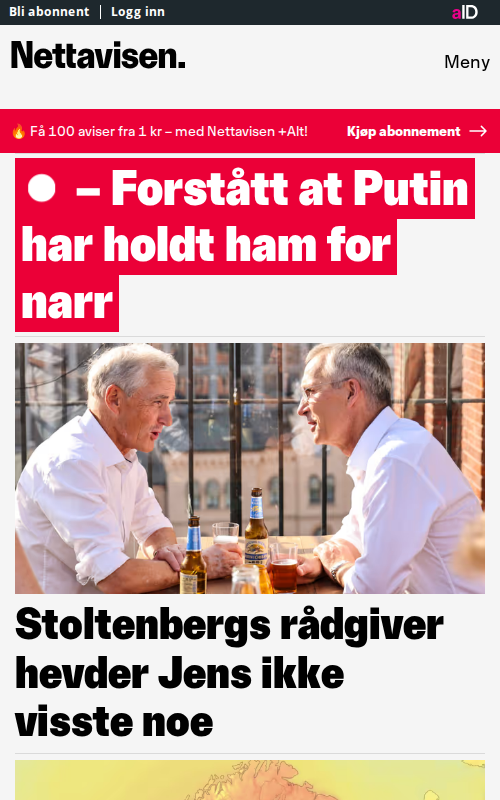 Bli abonnent | Logg inn
aID
Nettavisen.
Meny
🔥 Få 100 aviser fra 1 kr – med Nettavisen +Alt!
Kjøp abonnement →
– Forstått at Putin
har holdt ham for
narr
Stoltenbergs rådgiver
hevder Jens ikke
visste noe